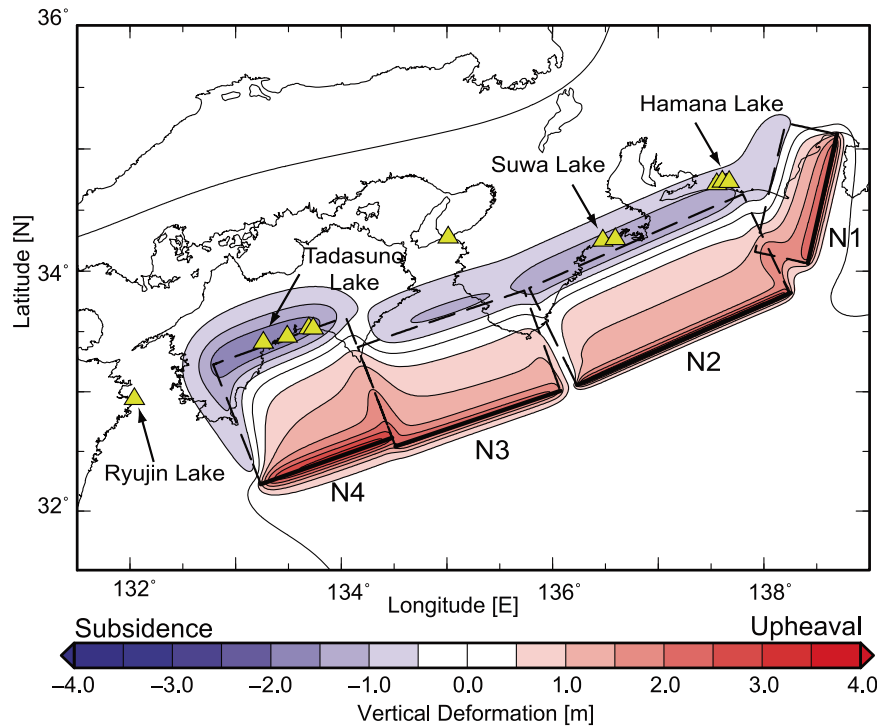 36°
Hamana Lake
Suwa Lake
Tadasuno
Lake
34°
Latitude [N]
N1
N2
N3
N4
Ryujin Lake
32°
132°
134°
136°
138°
Longitude [E]
Subsidence
Upheaval
−4.0
−3.0
−2.0
−1.0
0.0
1.0
2.0
3.0
4.0
Vertical Deformation [m]